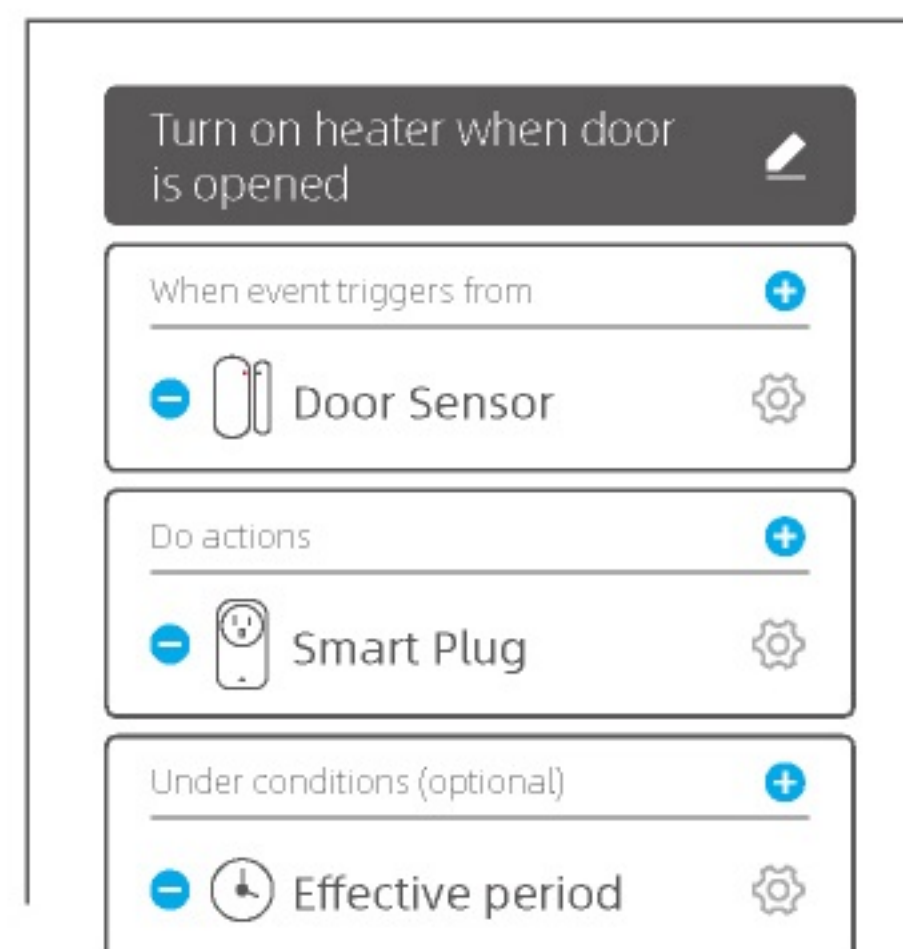 Turn on heater when door
is opened
When event triggers from
Door Sensor
Do actions
Smart Plug
Under conditions (optional)
Effective period